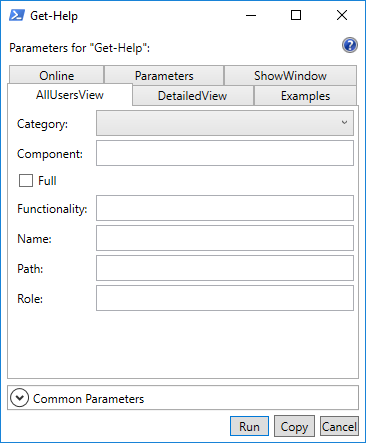 Get-Help
Parameters for "Get-Help":
?
Online Parameters ShowWindow
AllUsersView DetailedView Examples
Category:
Component:
Full
Functionality:
Name:
Path:
Role:
Common Parameters
Run Copy Cancel